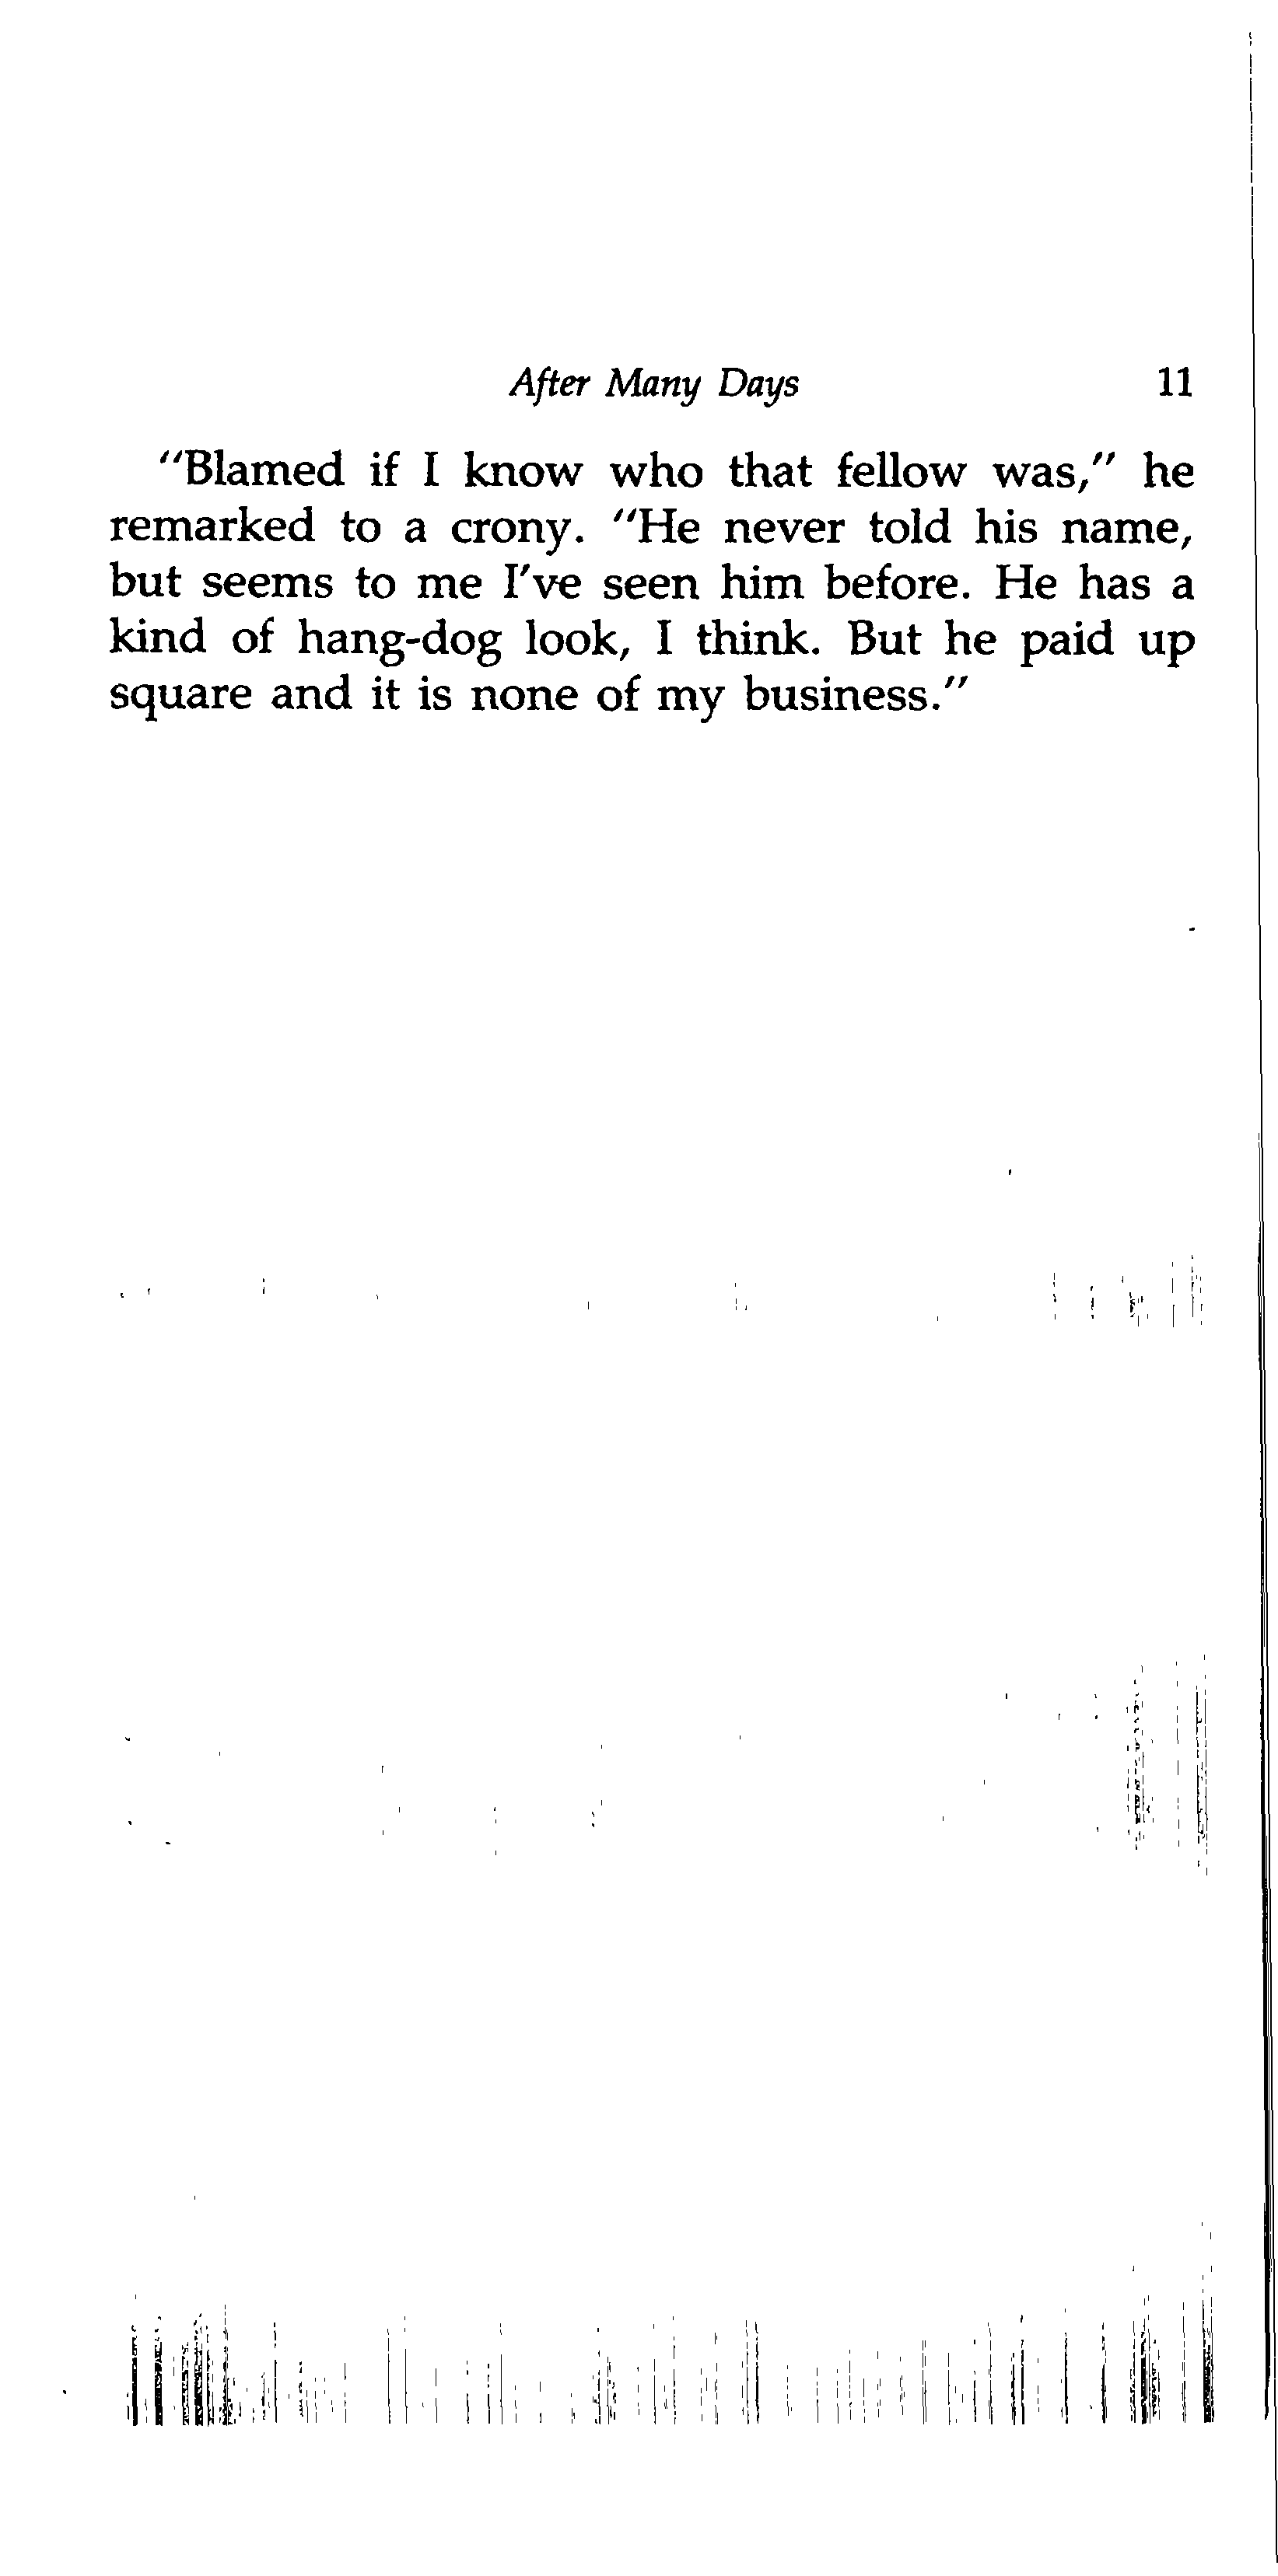 After Many Days 11
"Blamed if I know who that fellow was," he
remarked to a crony. "He never told his name,
but seems to me I've seen him before. He has a
kind of hang-dog look, I think. But he paid up
square and it is none of my business."